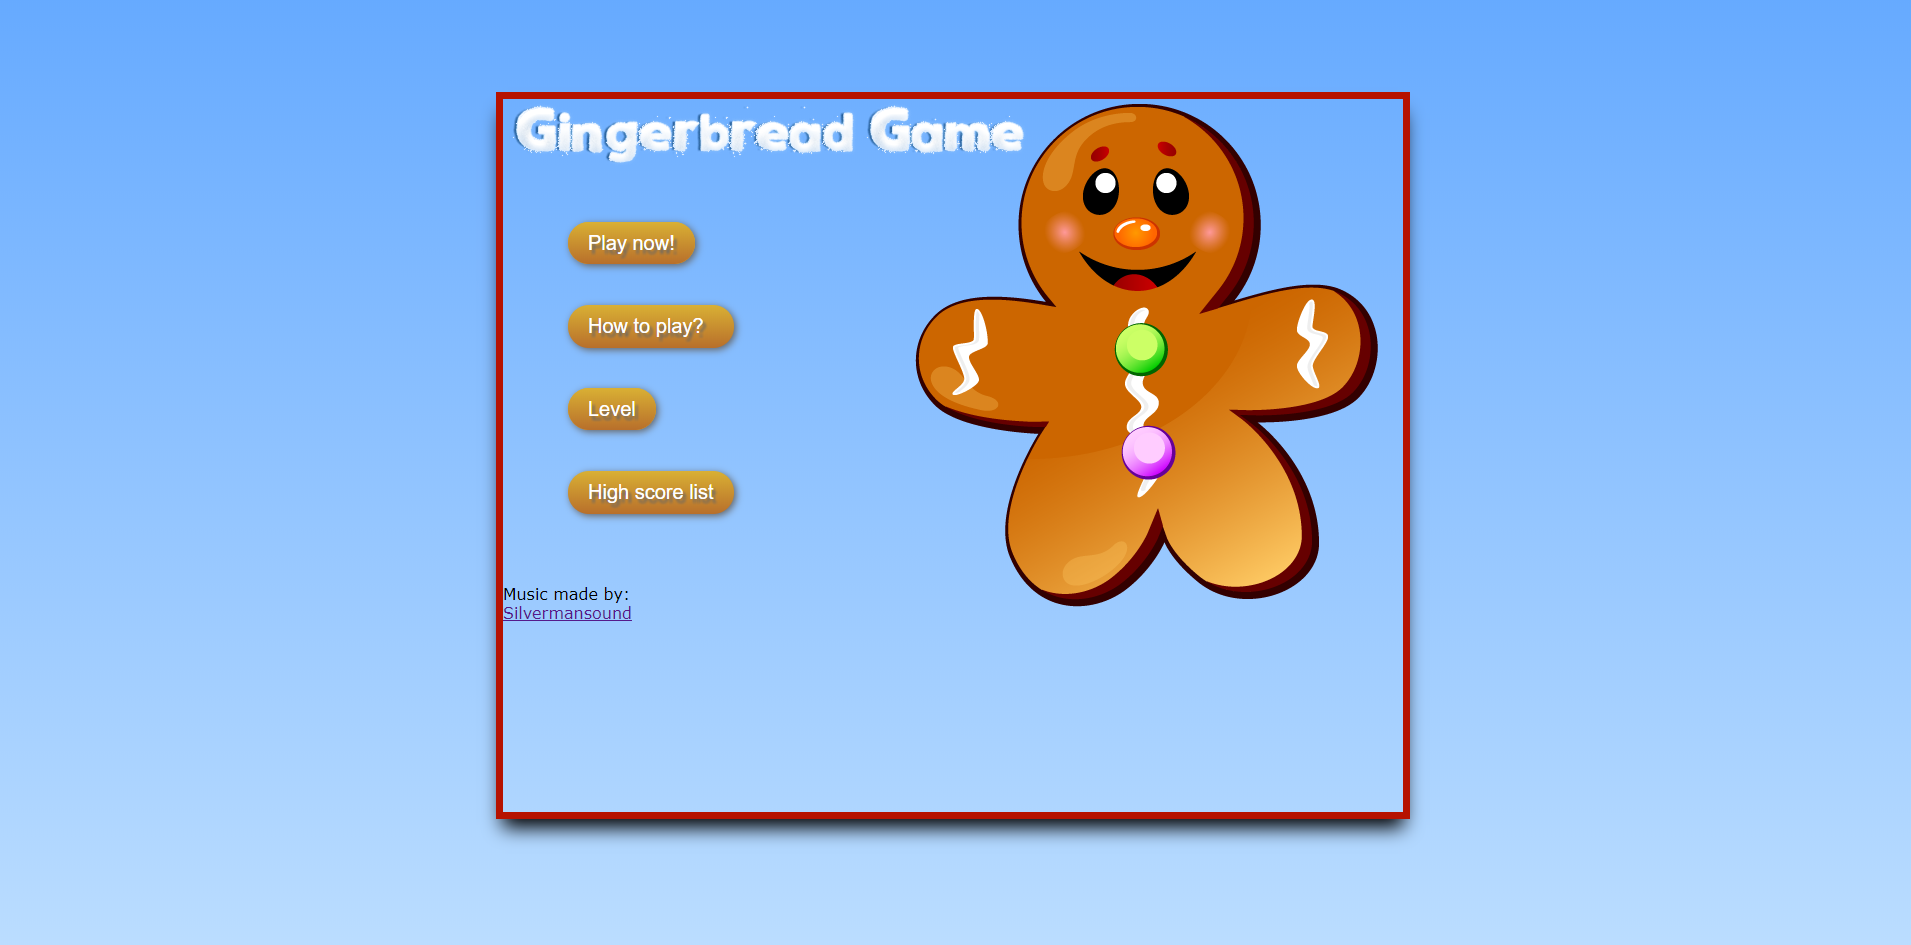 Gingerbread Game
Play now!
How to play?
Level
High score list
Music made by:
Silvermansound